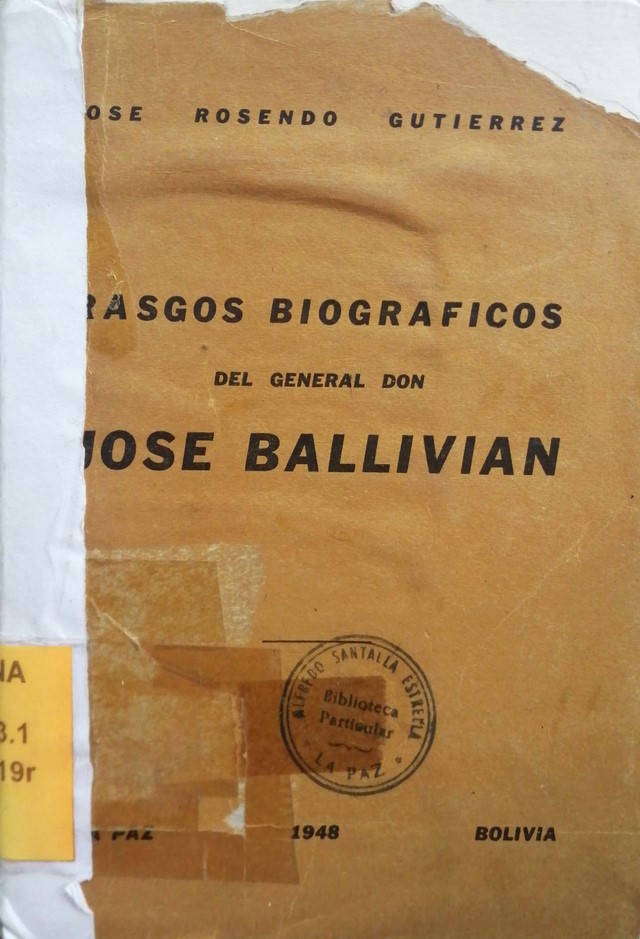 OSE ROSENDO GUTIERREZ
RASGOS BIOGRAFICOS
DEL GENERAL DON
JOSE BALLIVIAN
ALFREDO SANTALLA ESTRELLA
Biblioteca
Particular
LA PAZ
NA
3.1
19r
A PAZ 1948 BOLIVIA